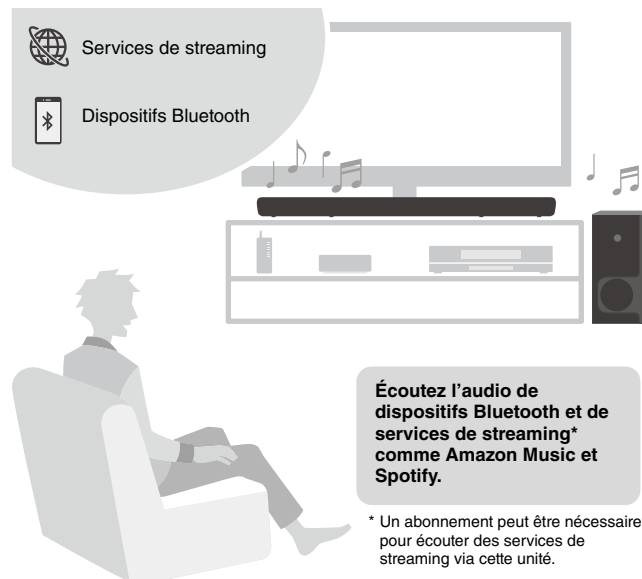 Services de streaming
Dispositifs Bluetooth
Écoutez l’audio de
dispositifs Bluetooth et de
services de streaming*
comme Amazon Music et
Spotify.
* Un abonnement peut être nécessaire
pour écouter des services de
streaming via cette unité.